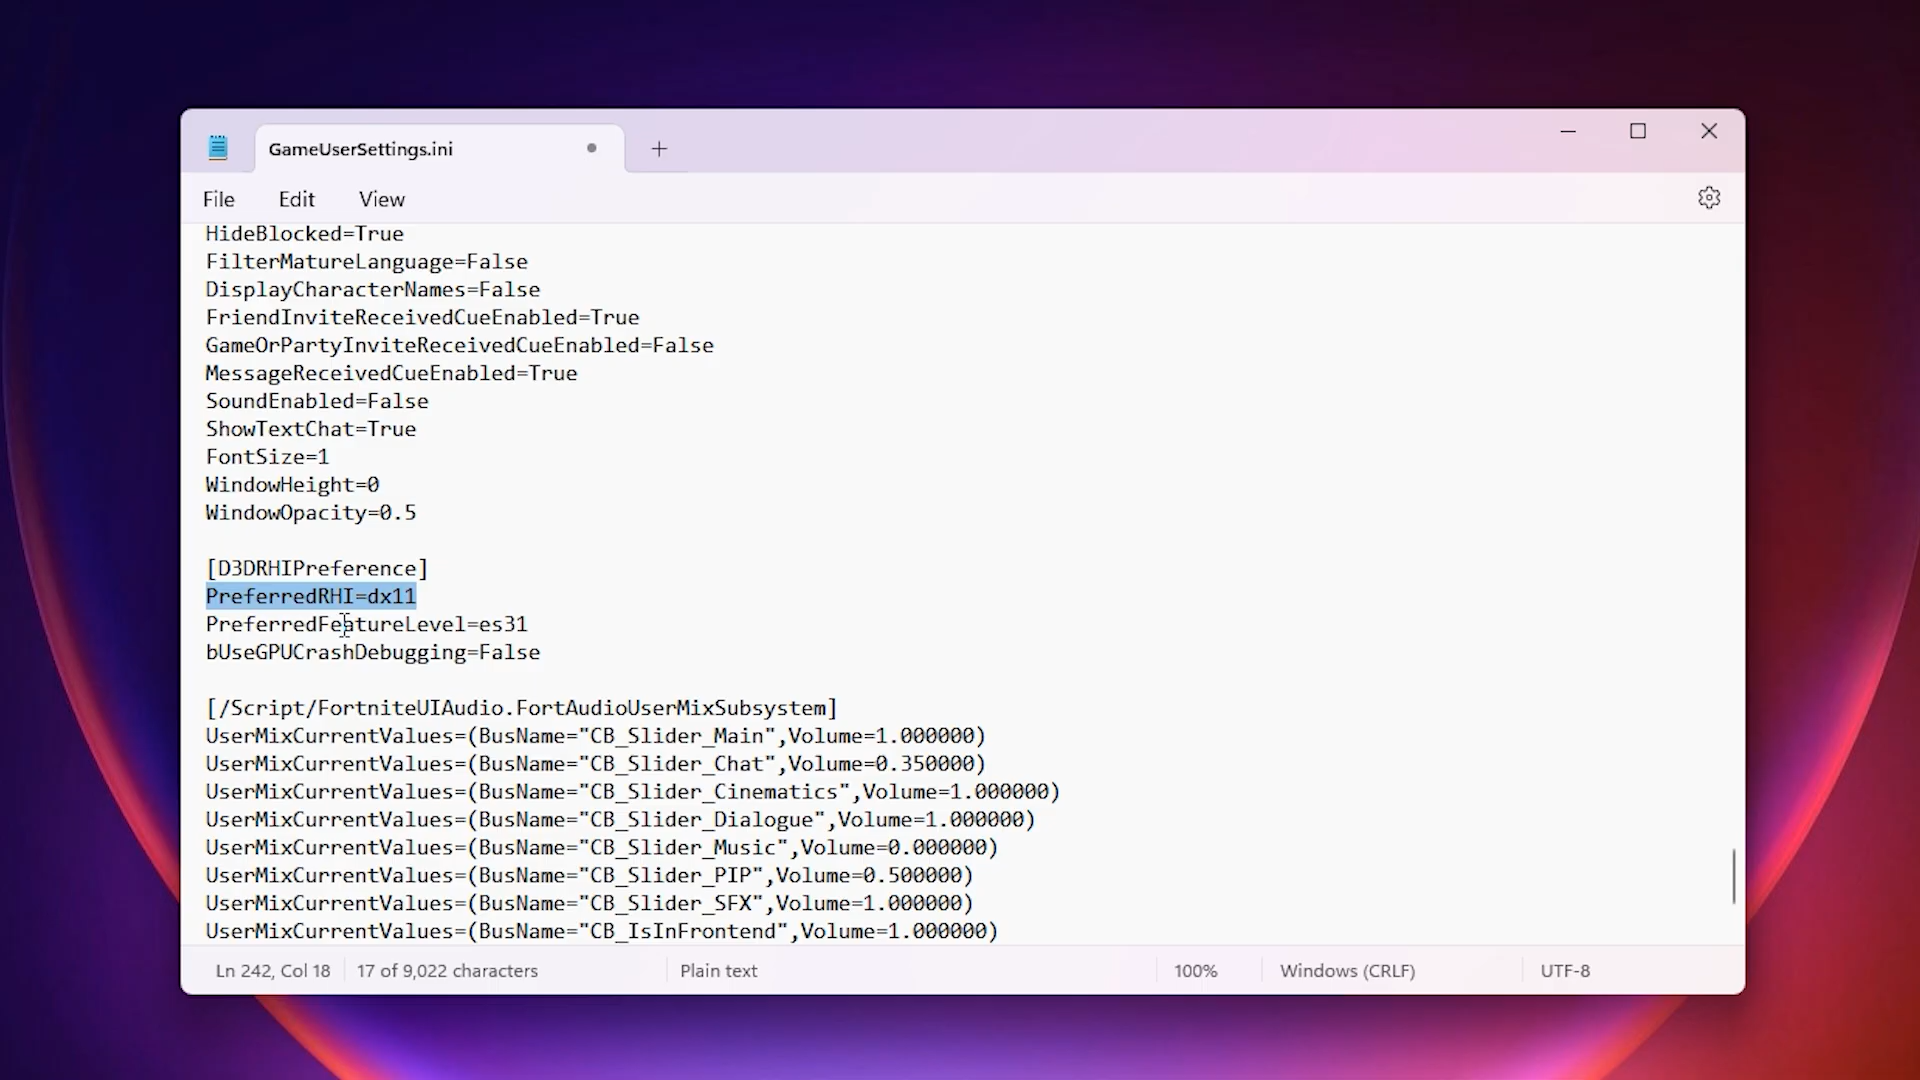 GameUserSettings.ini
File Edit View
HideBlocked=True
FilterMatureLanguage=False
DisplayCharacterNames=False
FriendInviteReceivedCueEnabled=True
GameOrPartyInviteReceivedCueEnabled=False
MessageReceivedCueEnabled=True
SoundEnabled=False
ShowTextChat=True
FontSize=1
WindowHeight=0
WindowOpacity=0.5
[D3DRHIPreference]
PreferredRHI=dx11
PreferredFeatureLevel=es31
bUseGPUCrashDebugging=False
[/Script/FortniteUIAudio.FortAudioUserMixSubsystem]
UserMixCurrentValues=(BusName="CB_Slider_Main",Volume=1.000000)
UserMixCurrentValues=(BusName="CB_Slider_Chat",Volume=0.350000)
UserMixCurrentValues=(BusName="CB_Slider_Cinematics",Volume=1.000000)
UserMixCurrentValues=(BusName="CB_Slider_Dialogue",Volume=1.000000)
UserMixCurrentValues=(BusName="CB_Slider_Music",Volume=0.000000)
UserMixCurrentValues=(BusName="CB_Slider_PIP",Volume=0.500000)
UserMixCurrentValues=(BusName="CB_Slider_SFX",Volume=1.000000)
UserMixCurrentValues=(BusName="CB_IsInFrontend",Volume=1.000000)
Ln 242, Col 18 17 of 9,022 characters Plain text 100% Windows (CRLF) UTF-8